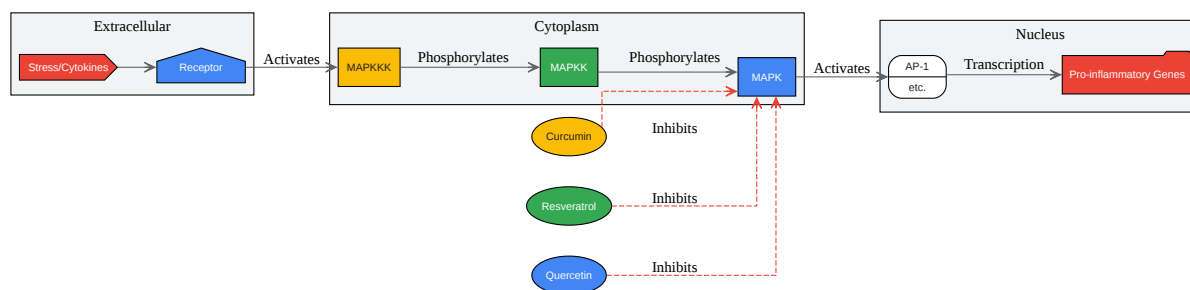 Extracellular
Cytoplasm
Nucleus
Stress/Cytokines
Receptor
Activates
MAPKKK
Phosphorylates
MAPKK
Phosphorylates
MAPK
Activates
AP-1
etc.
Transcription
Pro-inflammatory Genes
Curcumin
Inhibits
Resveratrol
Inhibits
Quercetin
Inhibits